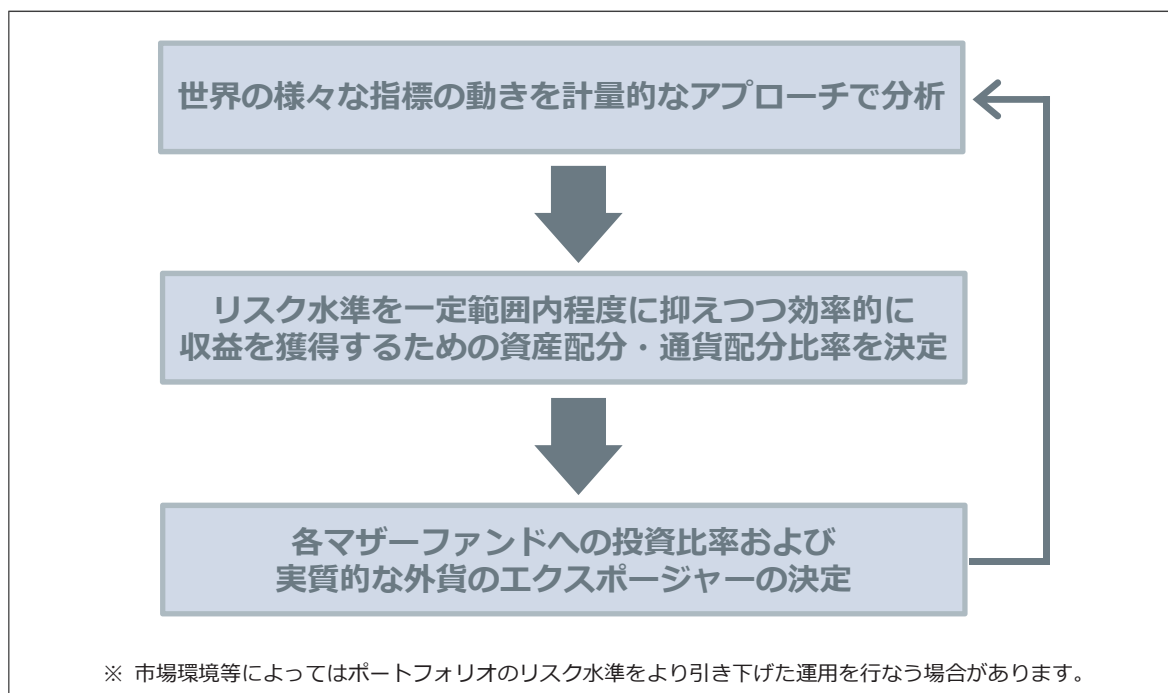 世界の様々な指標の動きを計量的なアプローチで分析
リスク水準を一定範囲内程度に抑えつつ効率的に
収益を獲得するための資産配分・通貨配分比率を決定
各マザーファンドへの投資比率および
実質的な外貨のエクスポージャーの決定
※ 市場環境等によってはポートフォリオのリスク水準をより引き下げた運用を行なう場合があります。